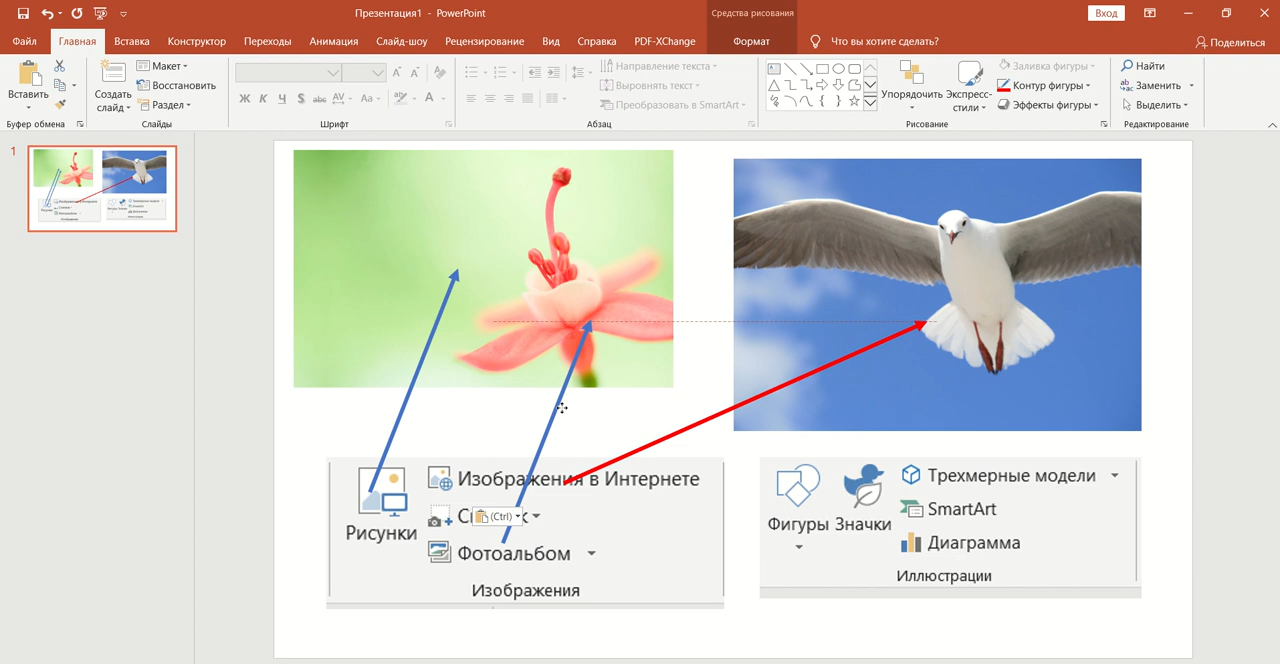 Презентация1 - PowerPoint
Средства рисования
Вход
Файл Главная Вставка Конструктор Переходы Анимация Слайд-шоу Рецензирование Вид Справка PDF-XChange Формат Что вы хотите сделать? Поделиться
Вставить
Буфер обмена
Создать слайд
Макет
Восстановить
Раздел
Слайды
Ж К Ч S abc AV Aa A
Шрифт
Направление текста
Выровнять текст
Преобразовать в SmartArt
Абзац
Упорядочить
Экспресс-стили
Заливка фигуры
Контур фигуры
Эффекты фигуры
Рисование
Найти
Заменить
Выделить
Редактирование
1
Рисунки
Изображения в Интернете
(Ctrl)
Фотоальбом
Изображения
Фигуры
Значки
Трехмерные модели
SmartArt
Диаграмма
Иллюстрации